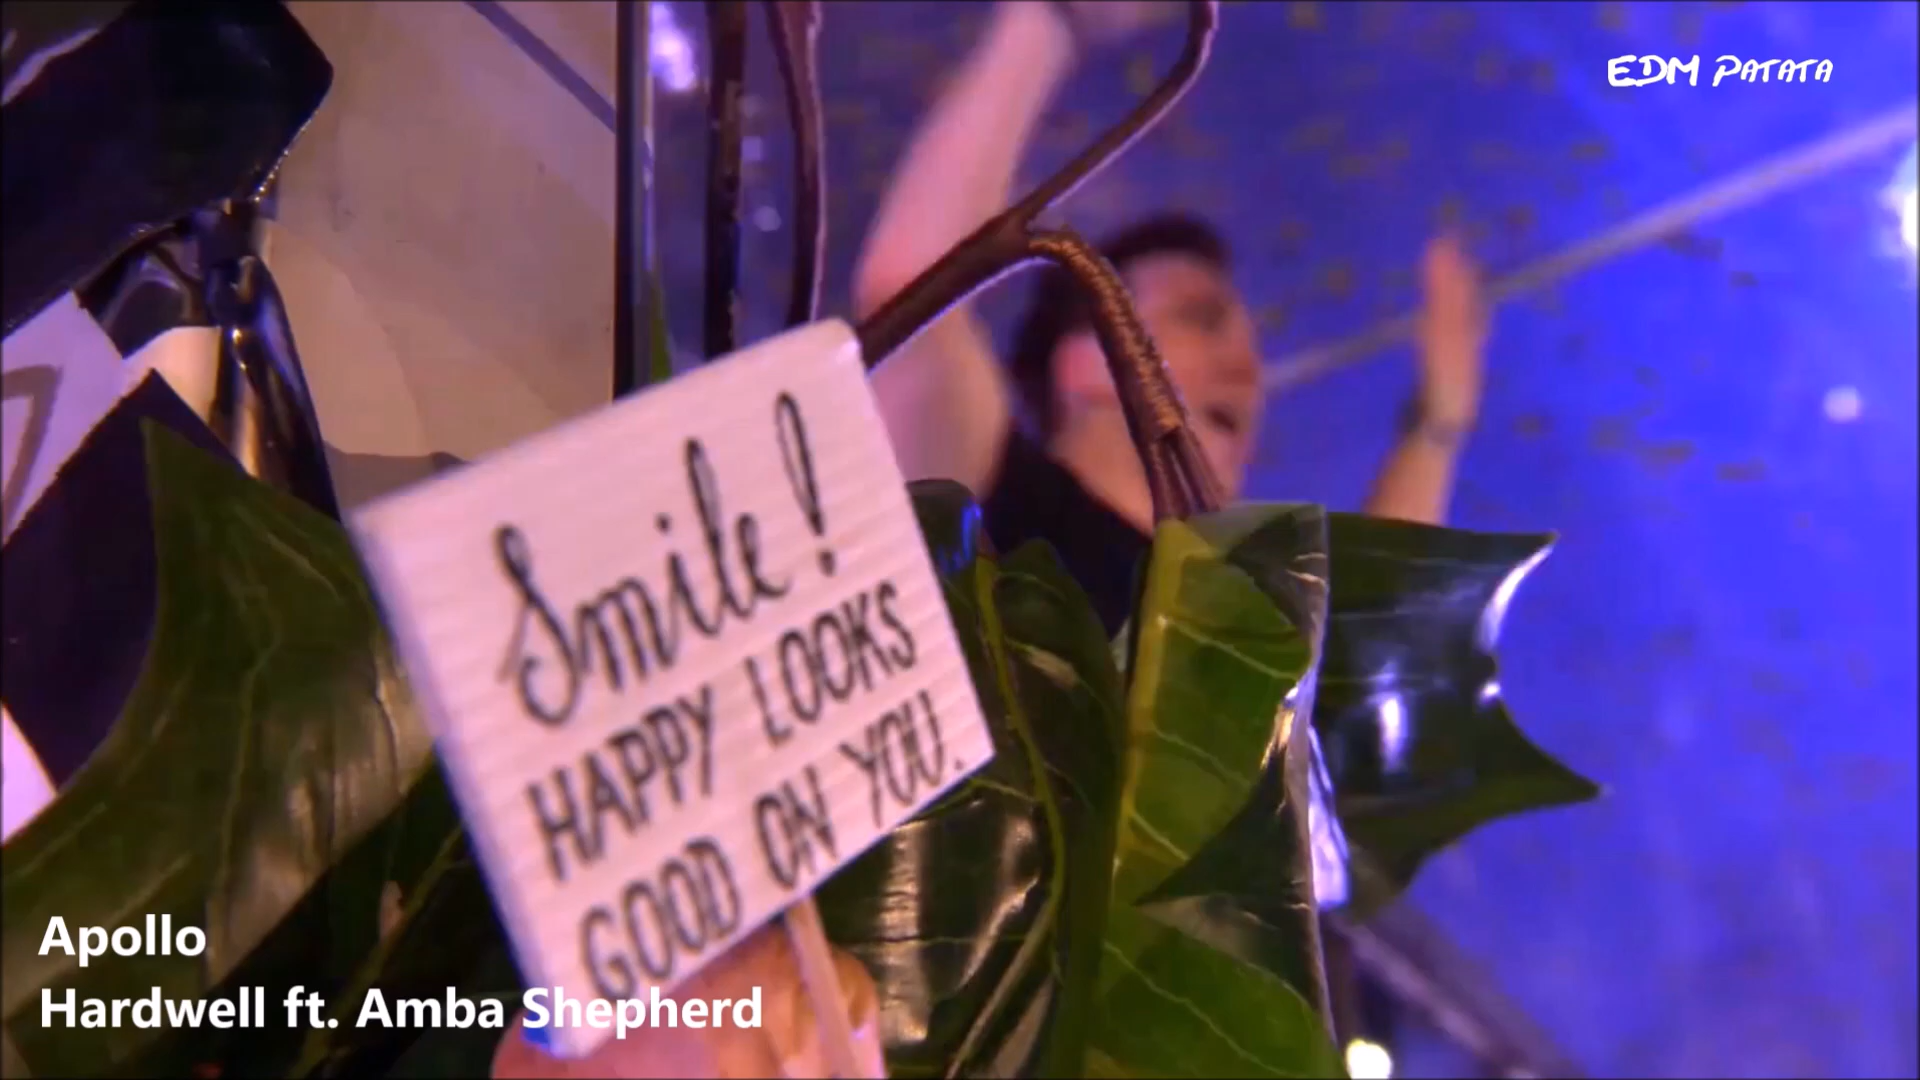 EDM PATATA
Smile!
HAPPY LOOKS
GOOD ON YOU.
Apollo
Hardwell ft. Amba Shepherd